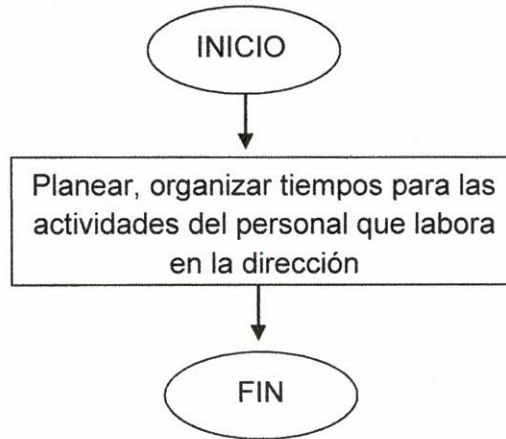 INICIO
Planear, organizar tiempos para las
actividades del personal que labora
en la dirección
FIN